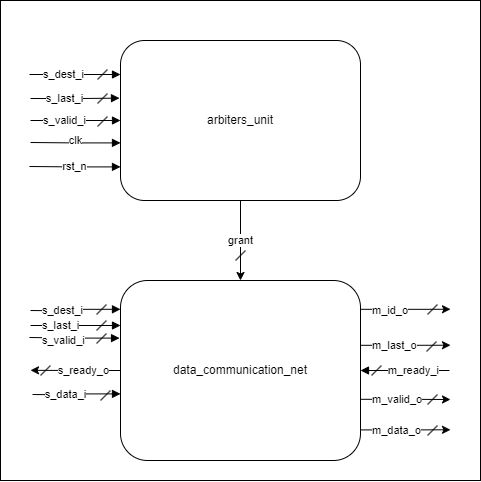 s_dest_i
s_last_i
s_valid_i
clk
rst_n
arbiters_unit
grant
s_dest_i
s_last_i
s_valid_i
s_ready_o
s_data_i
data_communication_net
m_id_o
m_last_o
m_ready_i
m_valid_o
m_data_o